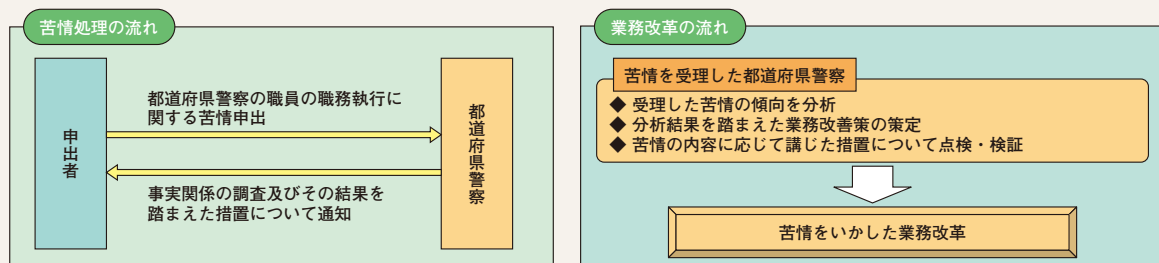 苦情処理の流れ
申出者
都道府県警察の職員の職務執行に
関する苦情申出
事実関係の調査及びその結果を
踏まえた措置について通知
都道府県警察
業務改革の流れ
苦情を受理した都道府県警察
◆ 受理した苦情の傾向を分析
◆ 分析結果を踏まえた業務改善策の策定
◆ 苦情の内容に応じて講じた措置について点検・検証
苦情をいかした業務改革